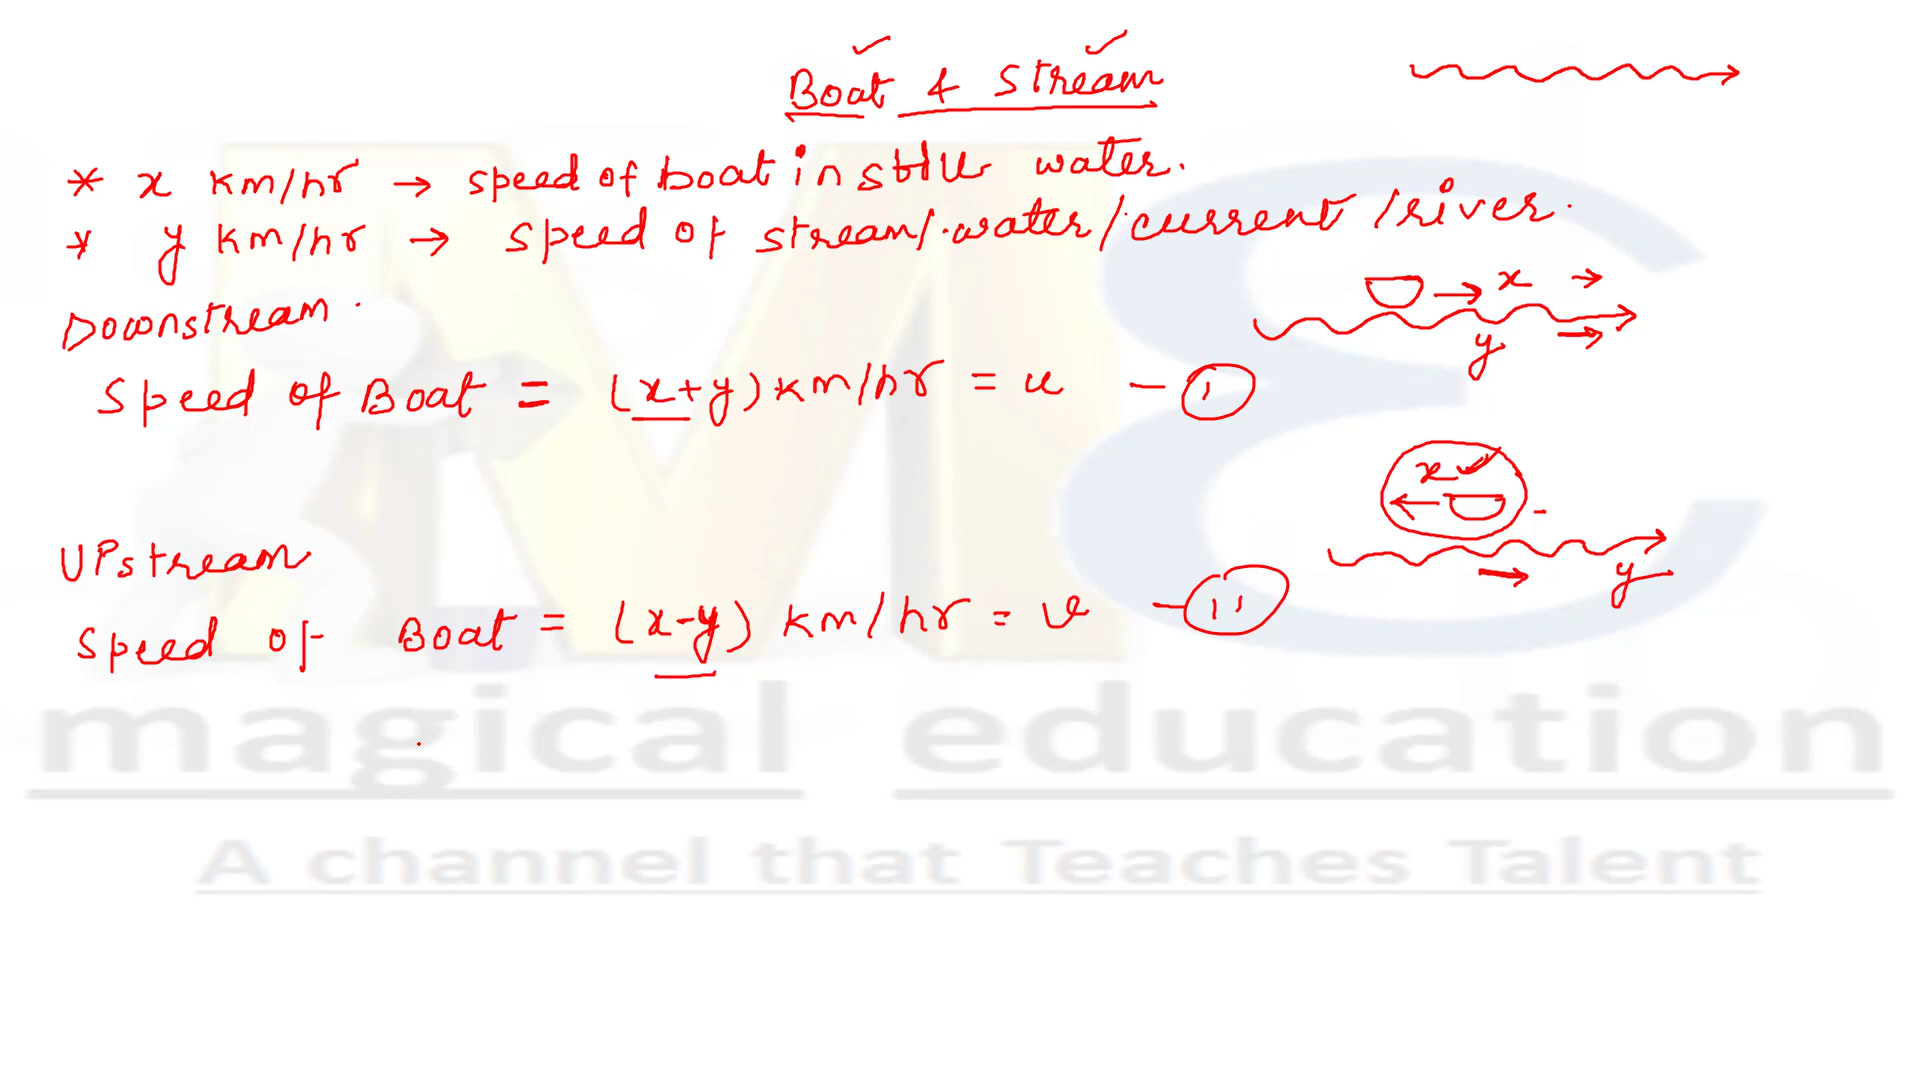 Boat & Stream
* x km/hr → speed of boat in still water.
* y km/hr → speed of stream/water/current/river.
x
y
Downstream.
Speed of Boat = (x+y) km/hr = u - (i)
x
y
UPstream
Speed of Boat = (x-y) km/hr = v - (ii)
magical education
A channel that Teaches Talent